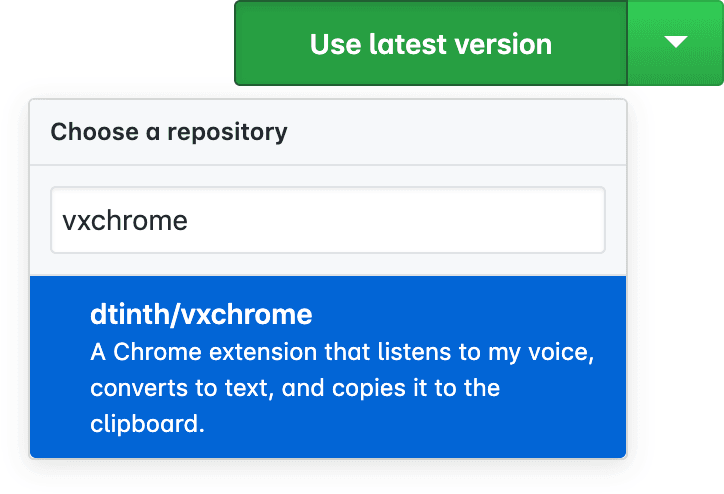 Use latest version
Choose a repository
vxchrome
dtinth/vxchrome
A Chrome extension that listens to my voice,
converts to text, and copies it to the
clipboard.